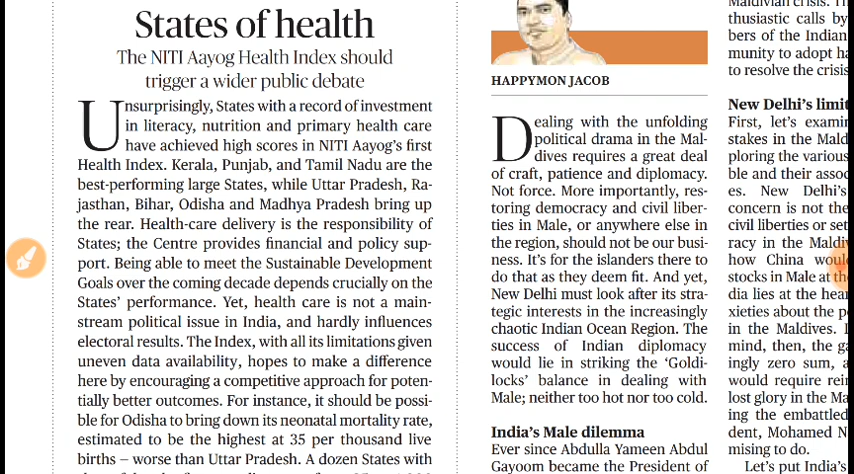 States of health
The NITI Aayog Health Index should
trigger a wider public debate
Unsurprisingly, States with a record of investment
in literacy, nutrition and primary health care
have achieved high scores in NITI Aayog's first
Health Index. Kerala, Punjab, and Tamil Nadu are the
best-performing large States, while Uttar Pradesh, Ra-
jasthan, Bihar, Odisha and Madhya Pradesh bring up
the rear. Health-care delivery is the responsibility of
States; the Centre provides financial and policy sup-
port. Being able to meet the Sustainable Development
Goals over the coming decade depends crucially on the
States' performance. Yet, health care is not a main-
stream political issue in India, and hardly influences
electoral results. The Index, with all its limitations given
uneven data availability, hopes to make a difference
here by encouraging a competitive approach for poten-
tially better outcomes. For instance, it should be possi-
ble for Odisha to bring down its neonatal mortality rate,
estimated to be the highest at 35 per thousand live
births – worse than Uttar Pradesh. A dozen States with
HAPPYMON JACOB
Dealing with the unfolding
political drama in the Mal-
dives requires a great deal
of craft, patience and diplomacy.
Not force. More importantly, res-
toring democracy and civil liber-
ties in Male, or anywhere else in
the region, should not be our busi-
ness. It's for the islanders there to
do that as they deem fit. And yet,
New Delhi must look after its stra-
tegic interests in the increasingly
chaotic Indian Ocean Region. The
success of Indian diplomacy
would lie in striking the 'Goldi-
locks' balance in dealing with
Male; neither too hot nor too cold.
India's Male dilemma
Ever since Abdulla Yameen Abdul
Gayoom became the President of
Maldivian crisis.
thusiastic calls by
bers of the Indian
munity to adopt ha
to resolve the crisis
New Delhi's limit
First, let's examin
stakes in the Mald
ploring the various
ble and their assoc
es. New Delhi's
concern is not the
civil liberties or set
racy in the Maldiv
how China woul
stocks in Male at th
dia lies at the hear
xieties about the p
in the Maldives. I
mind, then, the ga
ingly zero sum, a
would require rein
lost glory in the Ma
ing the embattled
dent, Mohamed N
mising to do.
Let's put India's